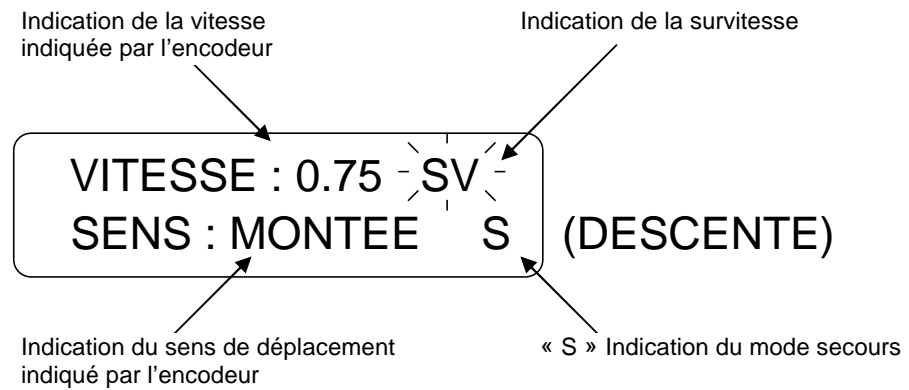 Indication de la vitesse
indiquée par l'encodeur
Indication de la survitesse
VITESSE : 0.75 SV
SENS : MONTEE S (DESCENTE)
Indication du sens de déplacement
indiqué par l'encodeur
« S » Indication du mode secours